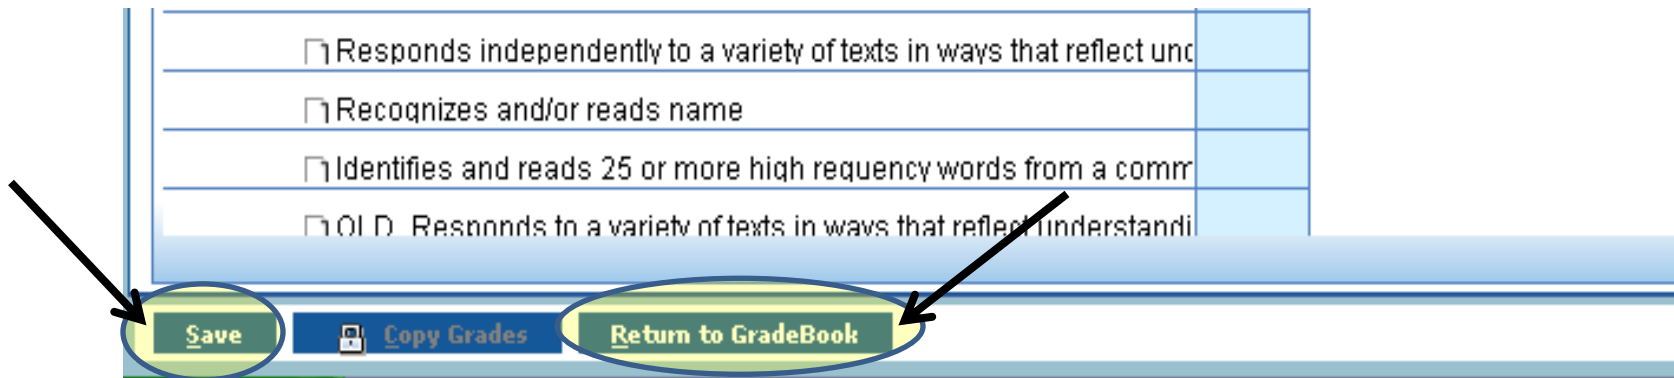 Responds independently to a variety of texts in ways that reflect und
Recognizes and/or reads name
Identifies and reads 25 or more high requency words from a comm
OLD Responds to a variety of texts in ways that reflect understandi
Save
Copy Grades
Return to GradeBook